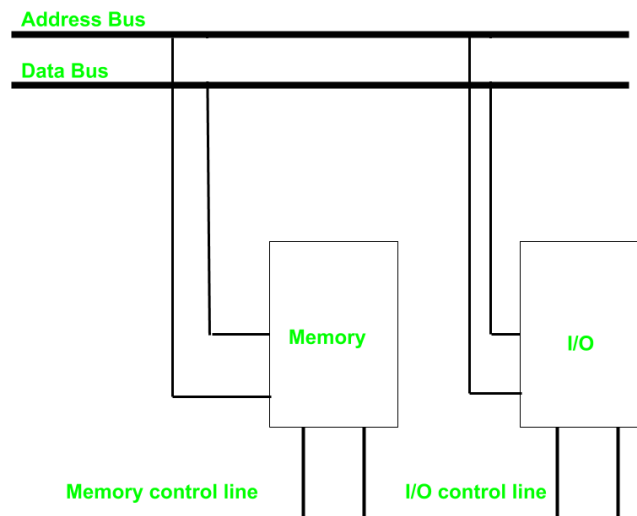 Address Bus
Data Bus
Memory
I/O
Memory control line
I/O control line